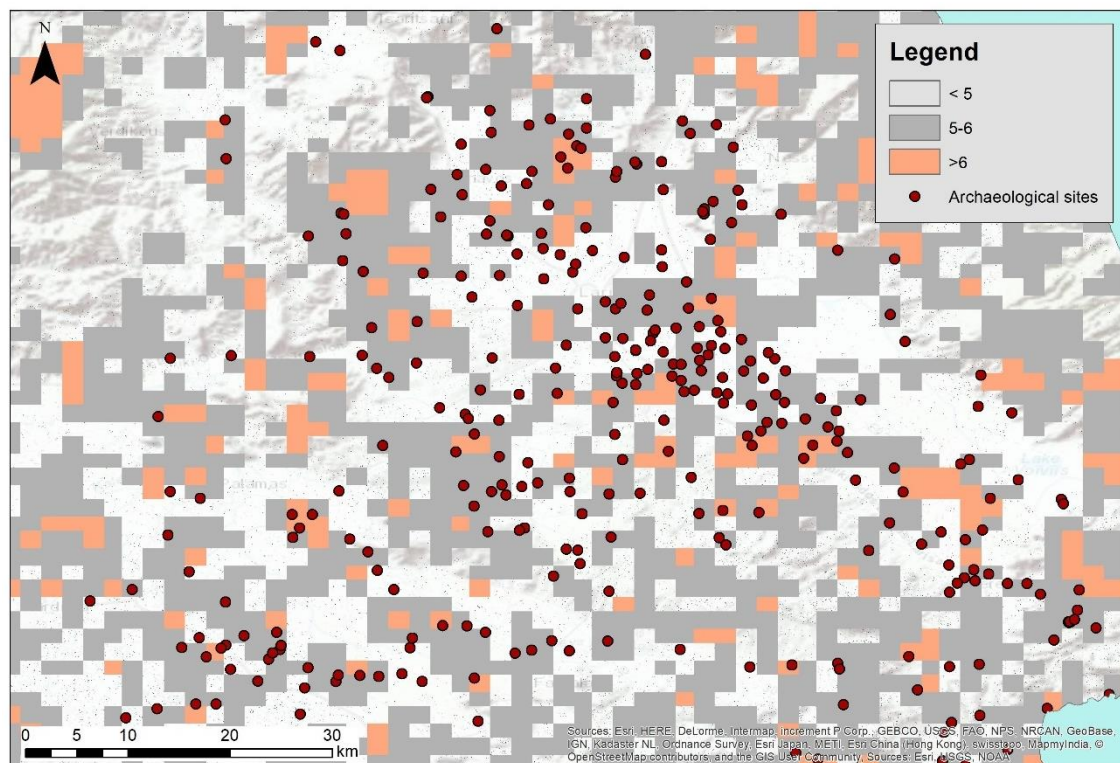 N
Legend
< 5
5-6
>6
Archaeological sites
0 5 10 20 30
km
Sources: Esri, HERE, DeLorme, Intermap, increment P Corp., GEBCO, USGS, FAO, NPS, NRCAN, GeoBase,
IGN, Kadaster NL, Ordnance Survey, Esri Japan, METI, Esri China (Hong Kong), swisstopo, MapmyIndia, ©
OpenStreetMap contributors, and the GIS User Community, Sources: Esri, USGS, NOAA